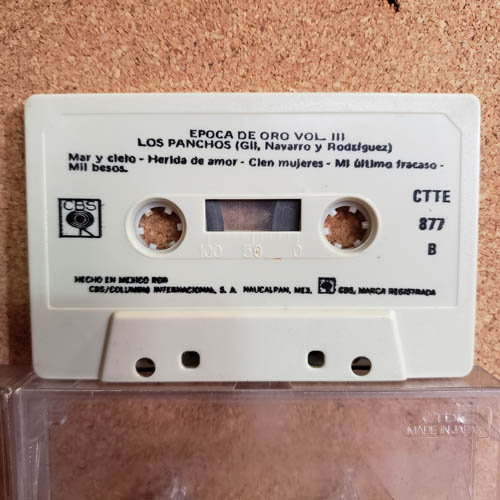 EPOCA DE ORO VOL. III
LOS PANCHOS (Gil, Navarro y Rodríguez)
Mar y cielo - Herida de amor - Cien mujeres - Mi último fracaso -
Mil besos.
CBS
CTTE
877
B
100 50 0
HECHO EN MEXICO POR
CBS/COLUMBIA INTERNACIONAL, S. A. NAUCALPAN, MEX.
CBS, MARCA REGISTRADA
TDK
MADE IN JAPAN